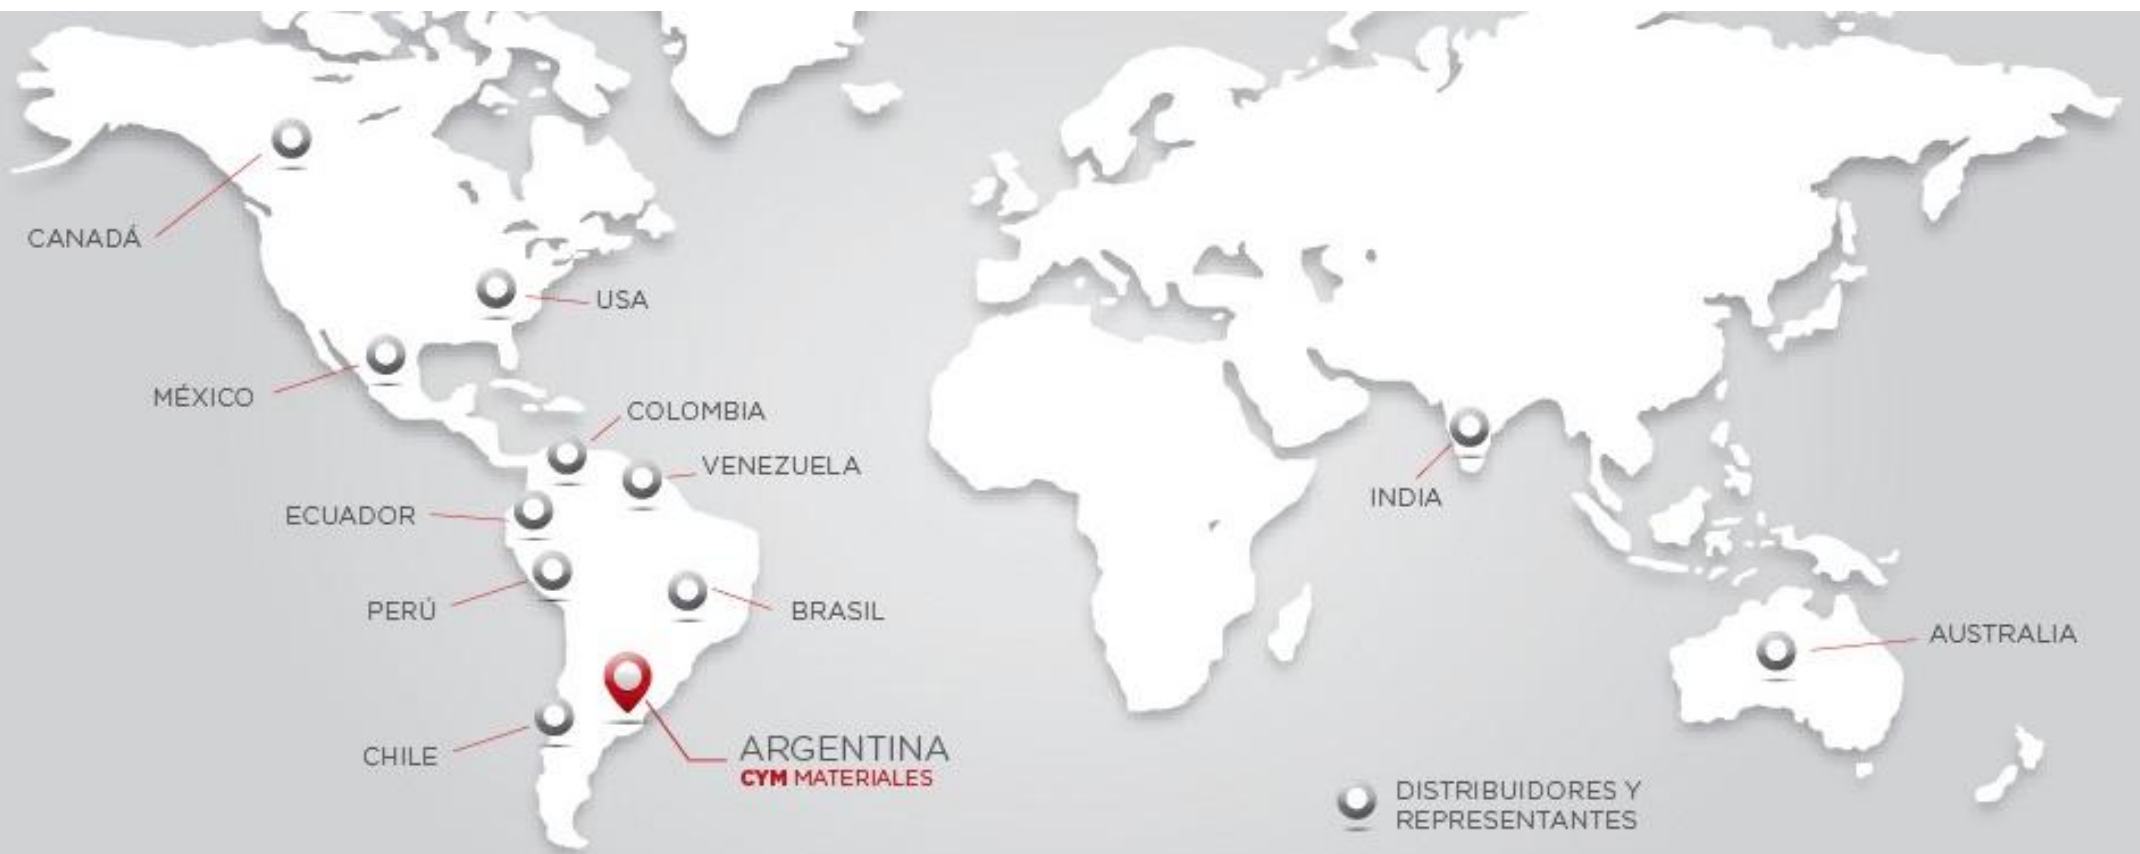 CANADÁ
USA
MÉXICO
COLOMBIA
VENEZUELA
ECUADOR
INDIA
PERÚ
BRASIL
AUSTRALIA
CHILE
ARGENTINA
CYM MATERIALES
DISTRIBUIDORES Y
REPRESENTANTES